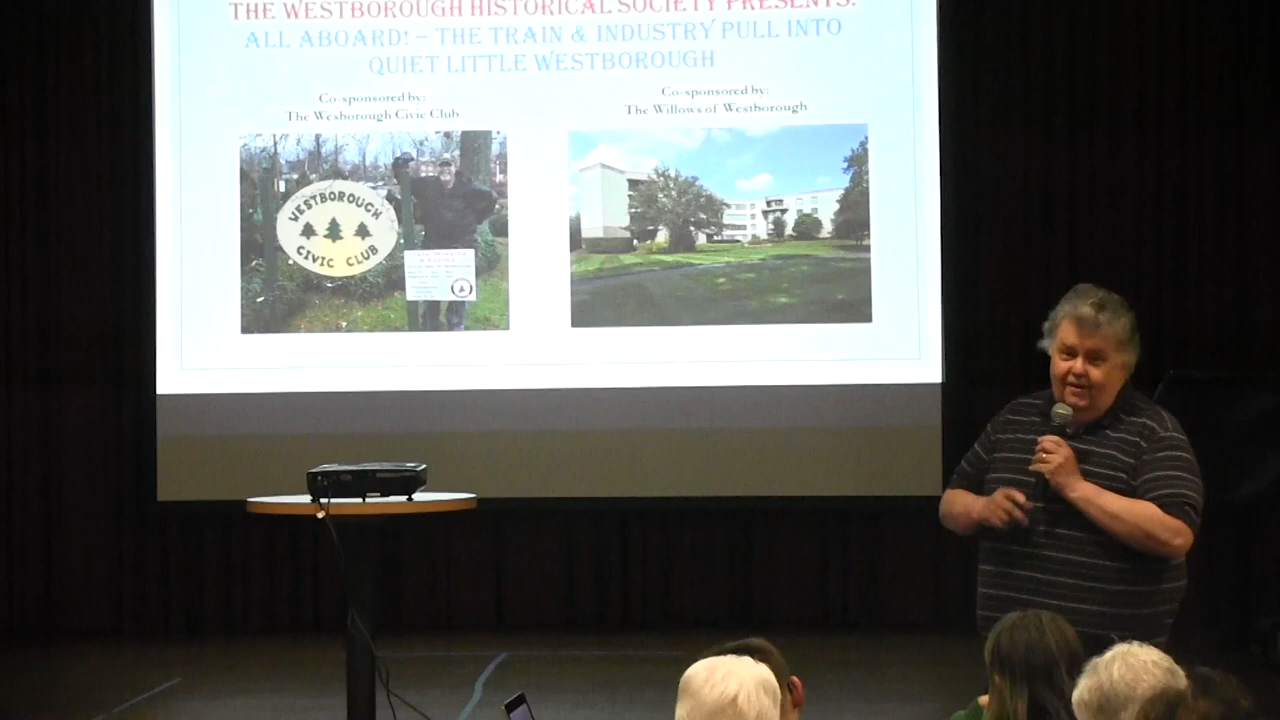 THE WESTBOROUGH HISTORICAL SOCIETY PRESENTS:
ALL ABOARD! – THE TRAIN & INDUSTRY PULL INTO
QUIET LITTLE WESTBOROUGH
Co-sponsored by:
The Wesborough Civic Club
Co-sponsored by:
The Willows of Westborough
WESTBOROUGH
CIVIC CLUB